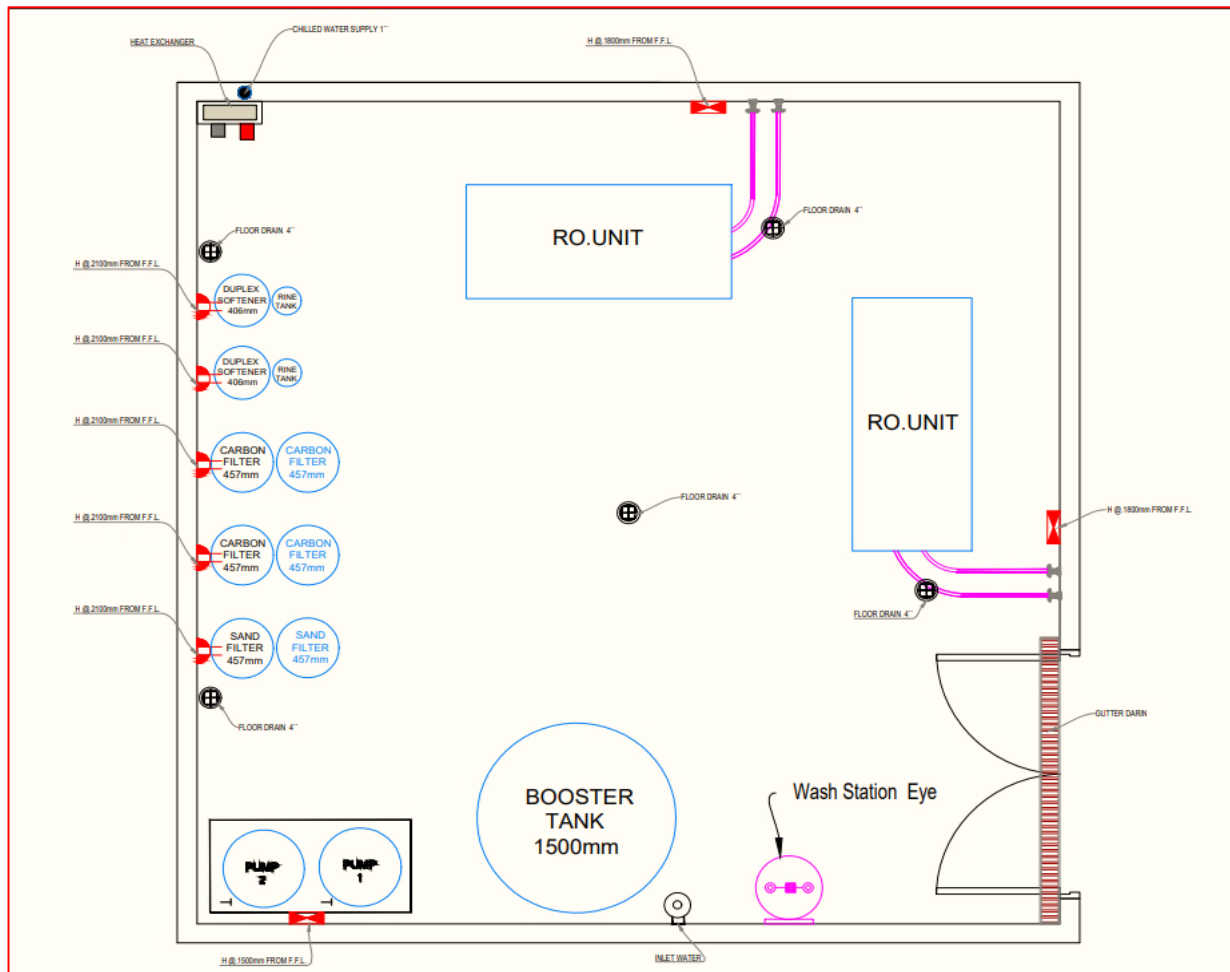 CHILLED WATER SUPPLY 1``
HEAT EXCHANGER
H @.1800mm FROM F.F.L.
FLOOR DRAIN 4``
RO.UNIT
FLOOR DRAIN 4``
H @.2100mm FROM F.F.L.
DUPLEX
SOFTENER
406mm
RINE
TANK
H @.2100mm FROM F.F.L.
DUPLEX
SOFTENER
406mm
RINE
TANK
RO.UNIT
H @.2100mm FROM F.F.L.
CARBON
FILTER
457mm
CARBON
FILTER
457mm
FLOOR DRAIN 4``
H @.1800mm FROM F.F.L.
H @.2100mm FROM F.F.L.
CARBON
FILTER
457mm
CARBON
FILTER
457mm
H @.2100mm FROM F.F.L.
FLOOR DRAIN 4``
SAND
FILTER
457mm
SAND
FILTER
457mm
FLOOR DRAIN 4``
GUTTER DARIN
BOOSTER
TANK
1500mm
Wash Station Eye
PUMP
2
PUMP
1
H @.1500mm FROM F.F.L.
INLET WATER